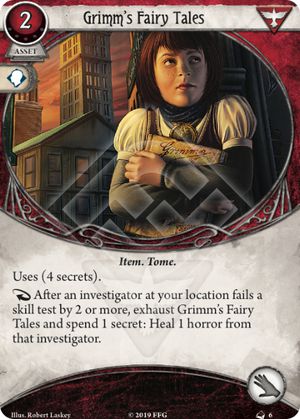 2
Grimm's Fairy Tales
ASSET
Grimm's
Item. Tome.
Uses (4 secrets).
After an investigator at your location fails a
skill test by 2 or more, exhaust Grimm's Fairy
Tales and spend 1 secret: Heal 1 horror from
that investigator.
Illus. Robert Laskey
© 2019 FFG
6